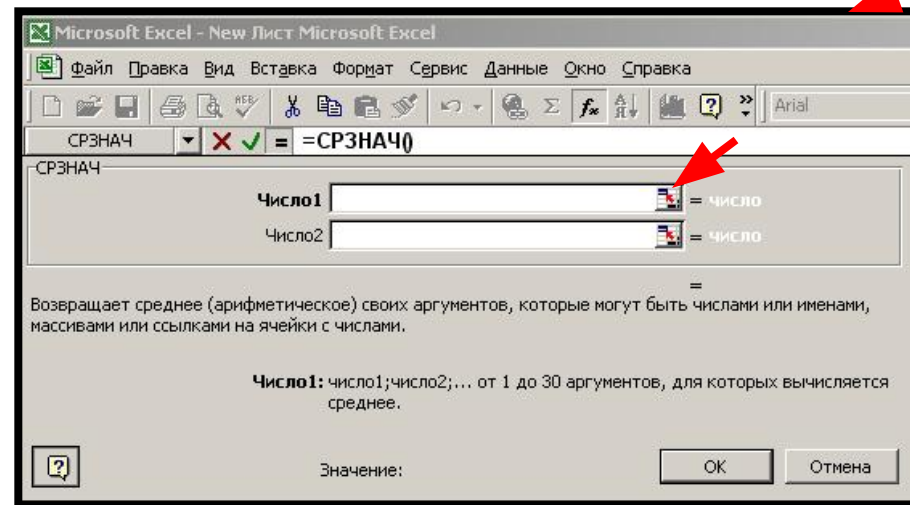 Microsoft Excel - New Лист Microsoft Excel
Файл Правка Вид Вставка Формат Сервис Данные Окно Справка
Arial
СРЗНАЧ = =СРЗНАЧ()
СРЗНАЧ
Число1 = число
Число2 = число
=
Возвращает среднее (арифметическое) своих аргументов, которые могут быть числами или именами,
массивами или ссылками на ячейки с числами.
Число1: число1;число2;... от 1 до 30 аргументов, для которых вычисляется
среднее.
Значение:
ОК Отмена